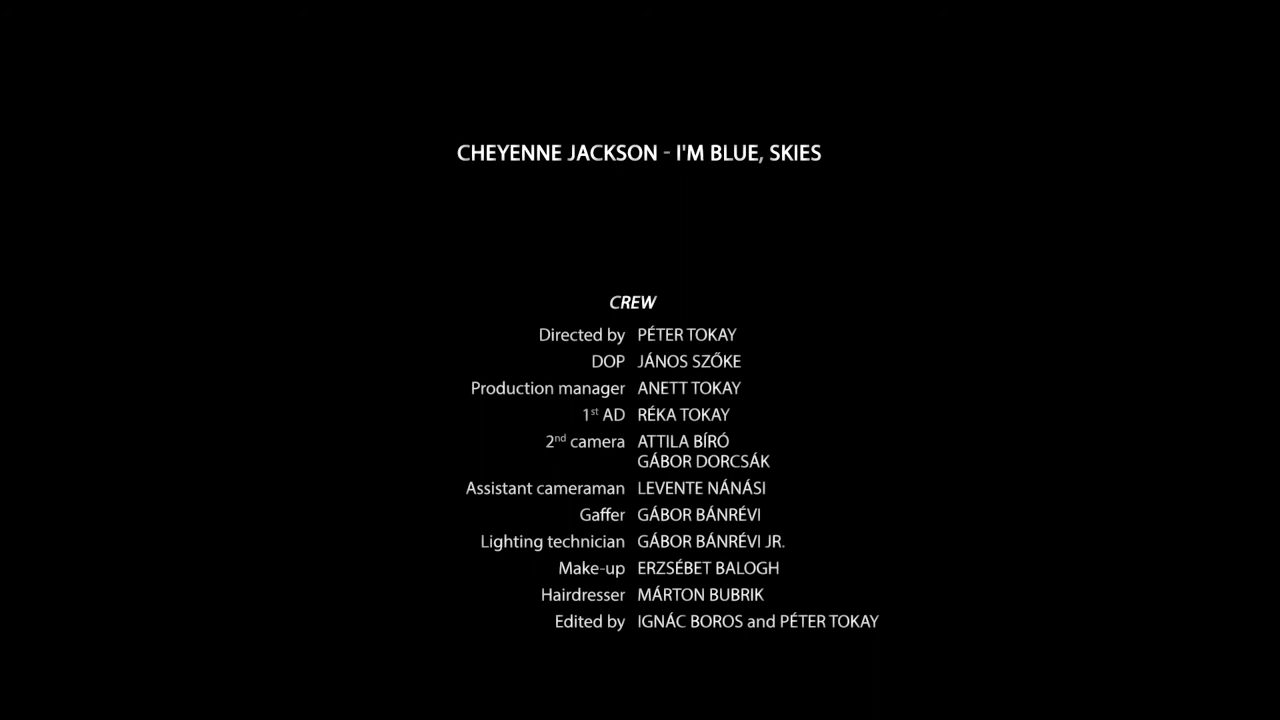 CHEYENNE JACKSON - I'M BLUE, SKIES
CREW
Directed by PÉTER TOKAY
DOP JÁNOS SZŐKE
Production manager ANETT TOKAY
1st AD RÉKA TOKAY
2nd camera ATTILA BÍRÓ
GÁBOR DORCSÁK
Assistant cameraman LEVENTE NÁNÁSI
Gaffer GÁBOR BÁNRÉVI
Lighting technician GÁBOR BÁNRÉVI JR.
Make-up ERZSÉBET BALOGH
Hairdresser MÁRTON BUBRIK
Edited by IGNÁC BOROS and PÉTER TOKAY